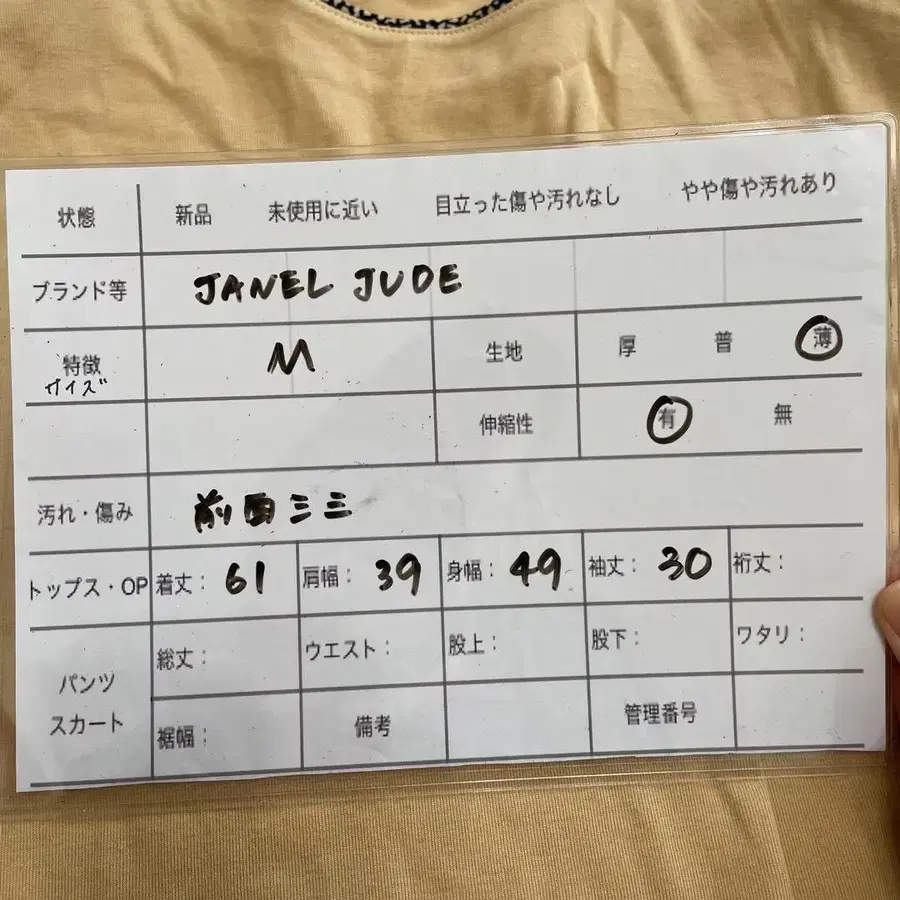 状態 新品 未使用に近い 目立った傷や汚れなし やや傷や汚れあり
ブランド等 JANEL JUDE
特徴 M 生地 厚 普 薄
サイズ 伸縮性 有 無
汚れ・傷み 前面ミミ
トップス・OP 着丈: 61 肩幅: 39 身幅: 49 袖丈: 30 裄丈:
パンツ 総丈: ウエスト: 股上: 股下: ワタリ:
スカート 裾幅: 備考 管理番号